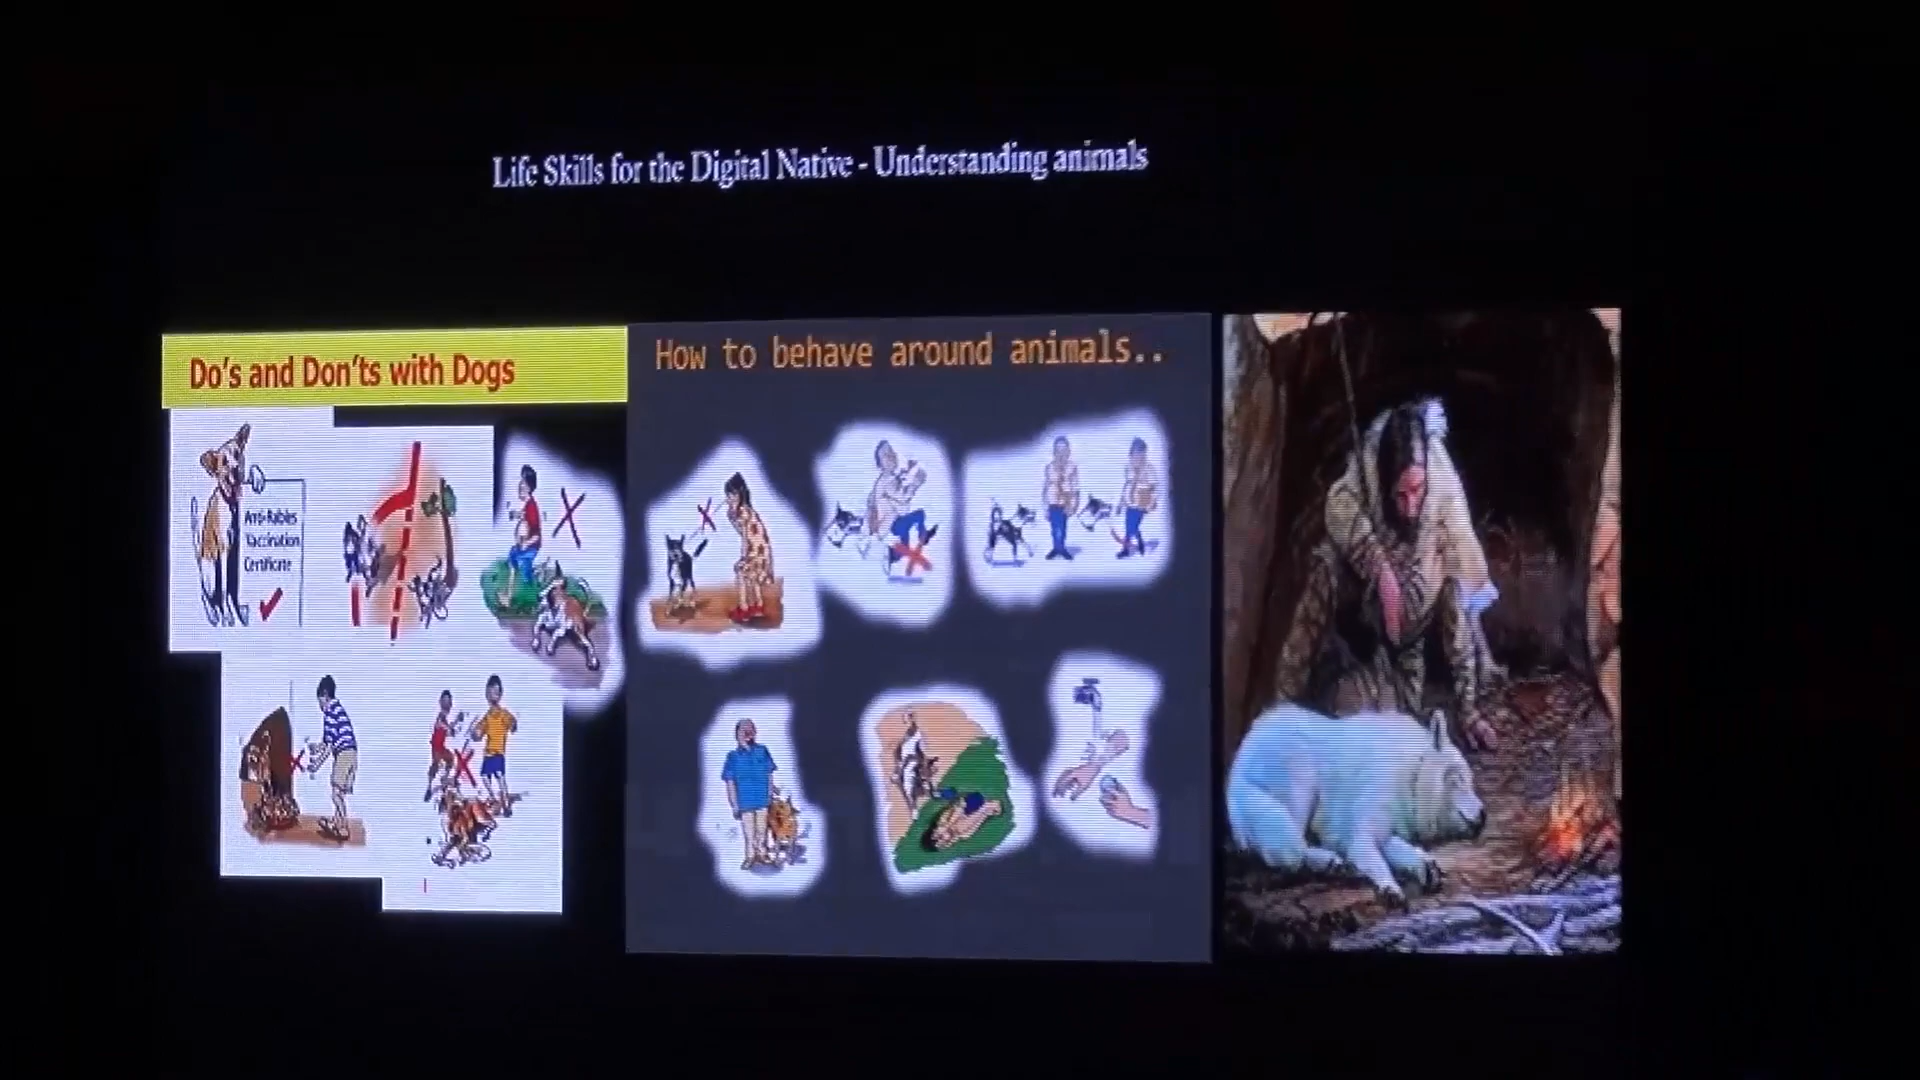 Life Skills for the Digital Native - Understanding animals
Do's and Don'ts with Dogs
How to behave around animals..
Anti-Rabies
Vaccination
Certificate